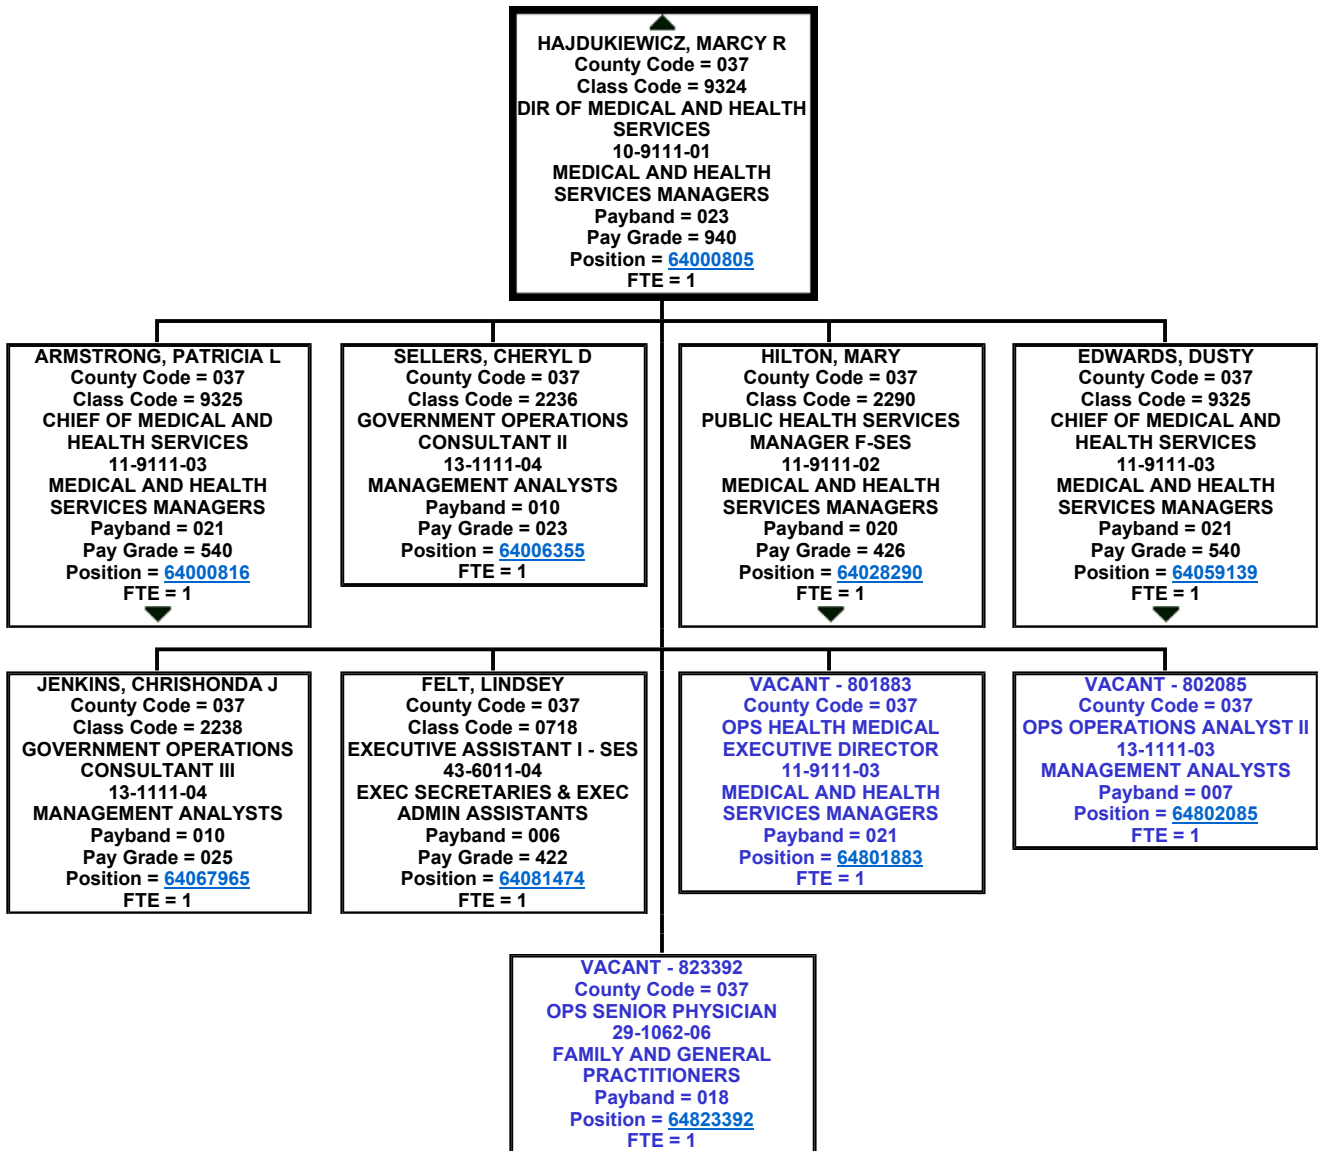 HAJDUKIEWICZ, MARCY R
County Code = 037
Class Code = 9324
DIR OF MEDICAL AND HEALTH
SERVICES
10-9111-01
MEDICAL AND HEALTH
SERVICES MANAGERS
Payband = 023
Pay Grade = 940
Position = 64000805
FTE = 1
ARMSTRONG, PATRICIA L
County Code = 037
Class Code = 9325
CHIEF OF MEDICAL AND
HEALTH SERVICES
11-9111-03
MEDICAL AND HEALTH
SERVICES MANAGERS
Payband = 021
Pay Grade = 540
Position = 64000816
FTE = 1
SELLERS, CHERYL D
County Code = 037
Class Code = 2236
GOVERNMENT OPERATIONS
CONSULTANT II
13-1111-04
MANAGEMENT ANALYSTS
Payband = 010
Pay Grade = 023
Position = 64006355
FTE = 1
HILTON, MARY
County Code = 037
Class Code = 2290
PUBLIC HEALTH SERVICES
MANAGER F-SES
11-9111-02
MEDICAL AND HEALTH
SERVICES MANAGERS
Payband = 020
Pay Grade = 426
Position = 64028290
FTE = 1
EDWARDS, DUSTY
County Code = 037
Class Code = 9325
CHIEF OF MEDICAL AND
HEALTH SERVICES
11-9111-03
MEDICAL AND HEALTH
SERVICES MANAGERS
Payband = 021
Pay Grade = 540
Position = 64059139
FTE = 1
JENKINS, CHRISHONDA J
County Code = 037
Class Code = 2238
GOVERNMENT OPERATIONS
CONSULTANT III
13-1111-04
MANAGEMENT ANALYSTS
Payband = 010
Pay Grade = 025
Position = 64067965
FTE = 1
FELT, LINDSEY
County Code = 037
Class Code = 0718
EXECUTIVE ASSISTANT I - SES
43-6011-04
EXEC SECRETARIES & EXEC
ADMIN ASSISTANTS
Payband = 006
Pay Grade = 422
Position = 64081474
FTE = 1
VACANT - 801883
County Code = 037
OPS HEALTH MEDICAL
EXECUTIVE DIRECTOR
11-9111-03
MEDICAL AND HEALTH
SERVICES MANAGERS
Payband = 021
Position = 64801883
FTE = 1
VACANT - 802085
County Code = 037
OPS OPERATIONS ANALYST II
13-1111-03
MANAGEMENT ANALYSTS
Payband = 007
Position = 64802085
FTE = 1
VACANT - 823392
County Code = 037
OPS SENIOR PHYSICIAN
29-1062-06
FAMILY AND GENERAL
PRACTITIONERS
Payband = 018
Position = 64823392
FTE = 1